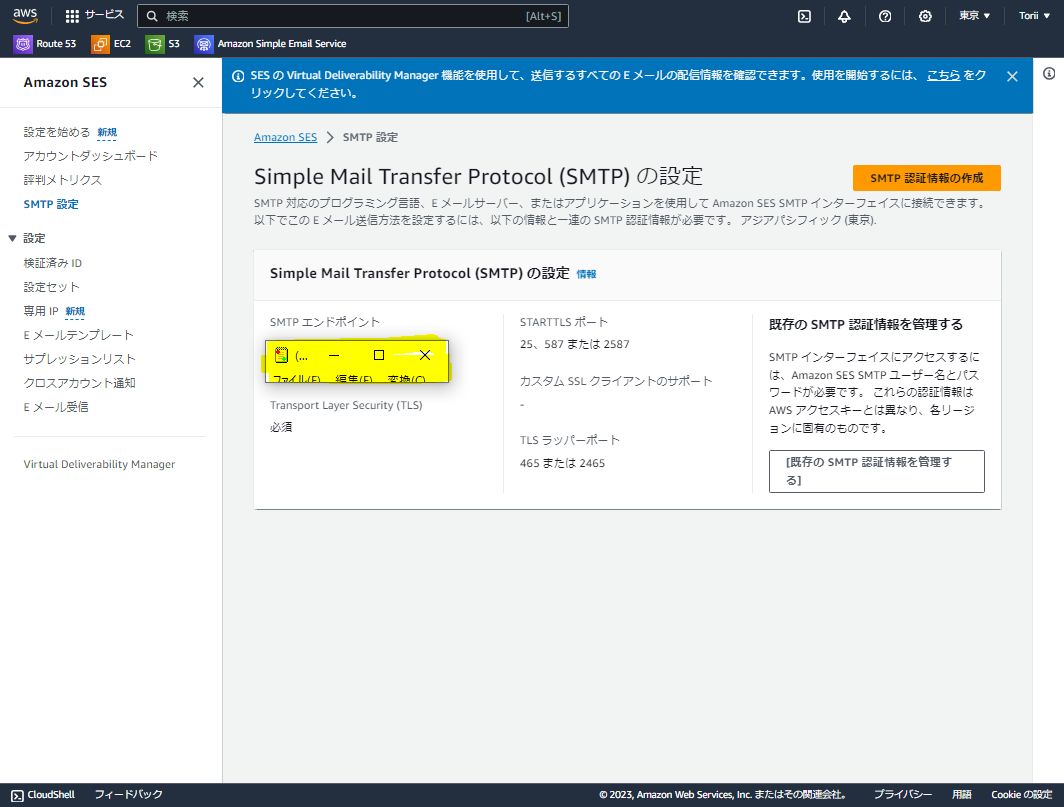 aws
サービス
検索
[Alt+S]
東京 ▼
Torii ▼
Route 53
EC2
S3
Amazon Simple Email Service
Amazon SES
設定を始める 新規
アカウントダッシュボード
評判メトリクス
SMTP 設定
▼ 設定
検証済み ID
設定セット
専用 IP 新規
E メールテンプレート
サプレッションリスト
クロスアカウント通知
E メール受信
Virtual Deliverability Manager
SES の Virtual Deliverability Manager 機能を使用して、送信するすべての E メールの配信情報を確認できます。使用を開始するには、 こちら をク
リックしてください。
Amazon SES > SMTP 設定
Simple Mail Transfer Protocol (SMTP) の設定
SMTP 認証情報の作成
SMTP 対応のプログラミング言語、E メールサーバー、またはアプリケーションを使用して Amazon SES SMTP インターフェイスに接続できます。
以下でこの E メール送信方法を設定するには、以下の情報と一連の SMTP 認証情報が必要です。 アジアパシフィック (東京).
Simple Mail Transfer Protocol (SMTP) の設定 情報
SMTP エンドポイント
(...
ファイル(F) 編集(E) 変換(C)
Transport Layer Security (TLS)
必須
STARTTLS ポート
25、587 または 2587
カスタム SSL クライアントのサポート
-
TLS ラッパーポート
465 または 2465
既存の SMTP 認証情報を管理する
SMTP インターフェイスにアクセスするに
は、Amazon SES SMTP ユーザー名とパス
ワードが必要です。 これらの認証情報は
AWS アクセスキーとは異なり、各リージ
ョンに固有のものです。
[既存の SMTP 認証情報を管理す
る]
CloudShell
フィードバック
© 2023, Amazon Web Services, Inc. またはその関連会社。
プライバシー
用語
Cookie の設定